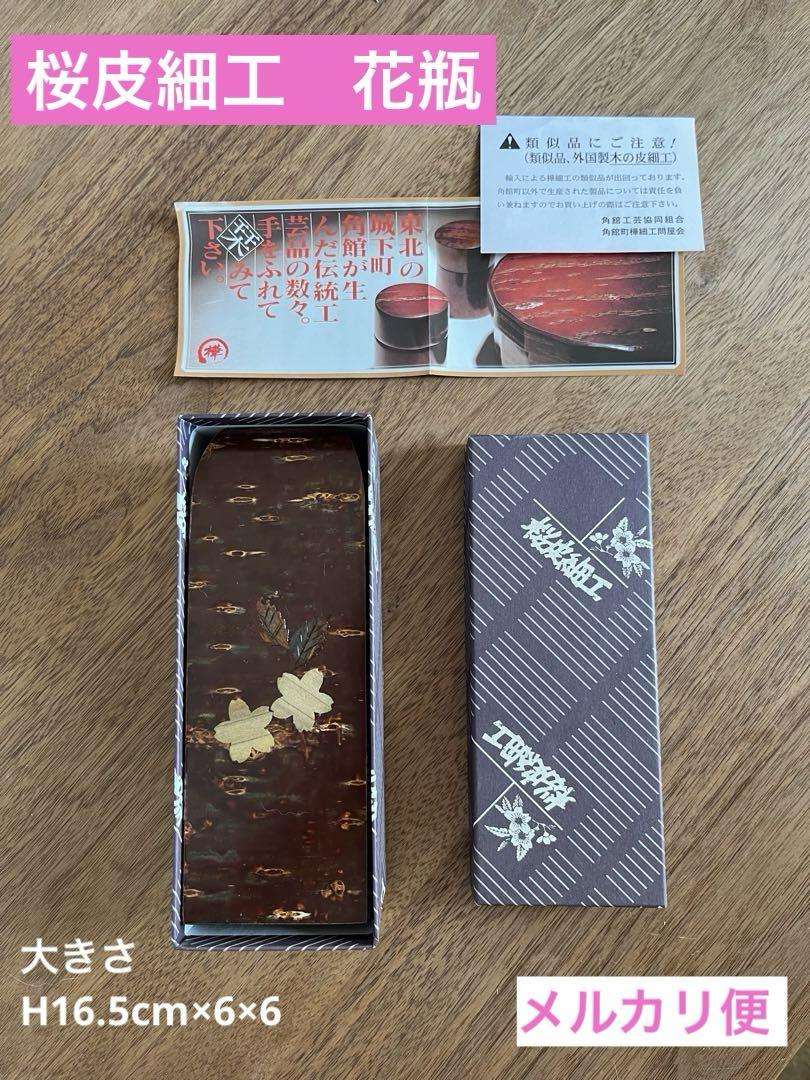 桜皮細工　花瓶
⚠類似品にご注意！
（類似品、外国製木の皮細工）
輸入による樺細工の類似品が出回っております。
角館町以外で生産された製品については責任を負
い兼ねますのでお買い上げの際はご注意下さい。
角館工芸協同組合
角館町樺細工問屋会
東北の
城下町
角館が生
んだ伝統工
芸品の数々。
手をふれて
みて
下さい。
桜皮細工
桜皮細工
大きさ
H16.5cm×6×6
メルカリ便